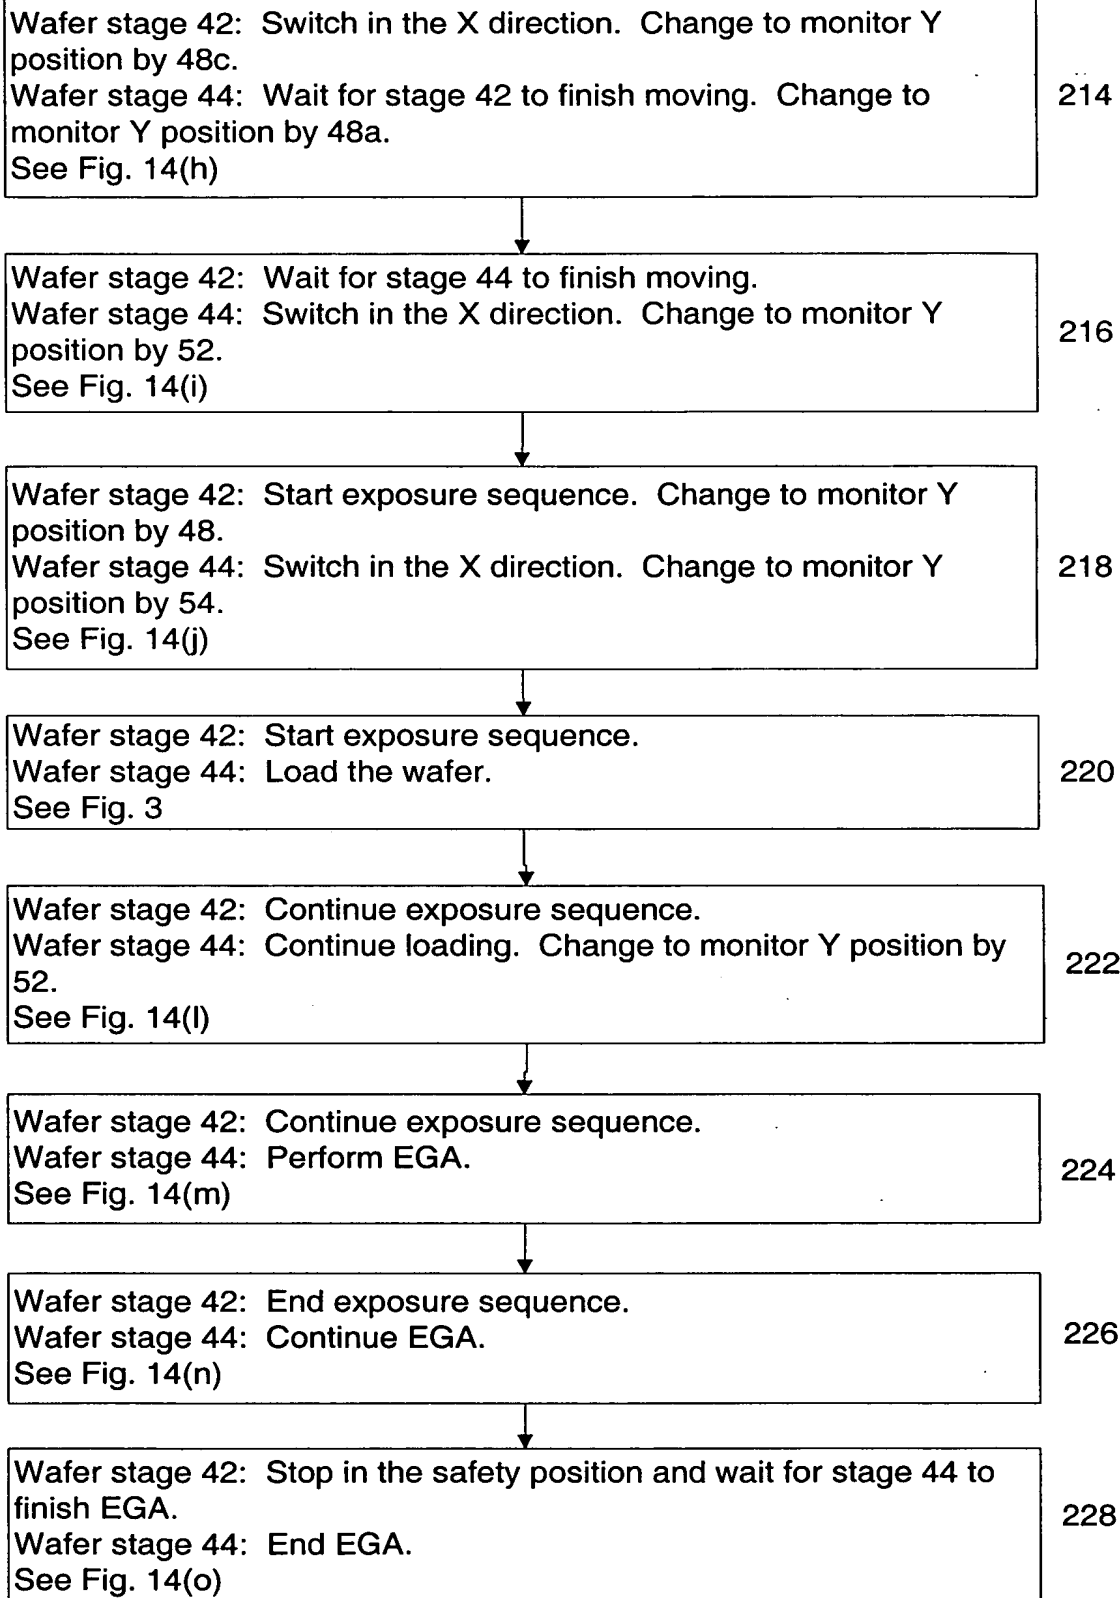 Wafer stage 42: Switch in the X direction. Change to monitor Y
position by 48c.
Wafer stage 44: Wait for stage 42 to finish moving. Change to
monitor Y position by 48a.
See Fig. 14(h)
214
Wafer stage 42: Wait for stage 44 to finish moving.
Wafer stage 44: Switch in the X direction. Change to monitor Y
position by 52.
See Fig. 14(i)
216
Wafer stage 42: Start exposure sequence. Change to monitor Y
position by 48.
Wafer stage 44: Switch in the X direction. Change to monitor Y
position by 54.
See Fig. 14(j)
218
Wafer stage 42: Start exposure sequence.
Wafer stage 44: Load the wafer.
See Fig. 3
220
Wafer stage 42: Continue exposure sequence.
Wafer stage 44: Continue loading. Change to monitor Y position by
52.
See Fig. 14(l)
222
Wafer stage 42: Continue exposure sequence.
Wafer stage 44: Perform EGA.
See Fig. 14(m)
224
Wafer stage 42: End exposure sequence.
Wafer stage 44: Continue EGA.
See Fig. 14(n)
226
Wafer stage 42: Stop in the safety position and wait for stage 44 to
finish EGA.
Wafer stage 44: End EGA.
See Fig. 14(o)
228